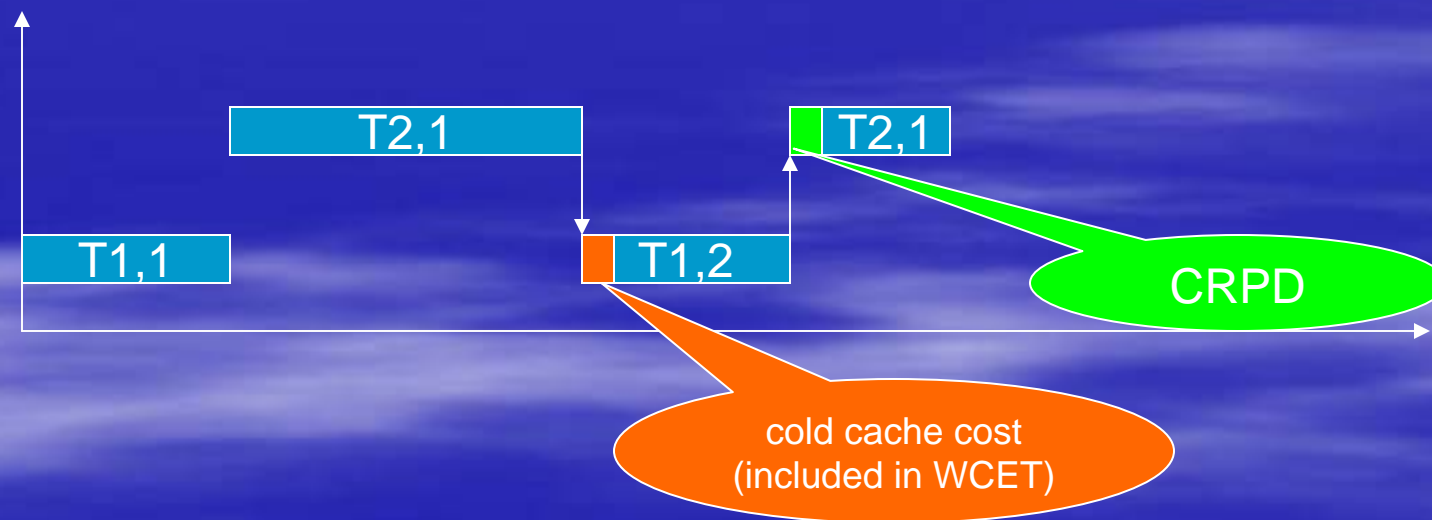 T2,1
T2,1
T1,1
T1,2
CRPD
cold cache cost
(included in WCET)